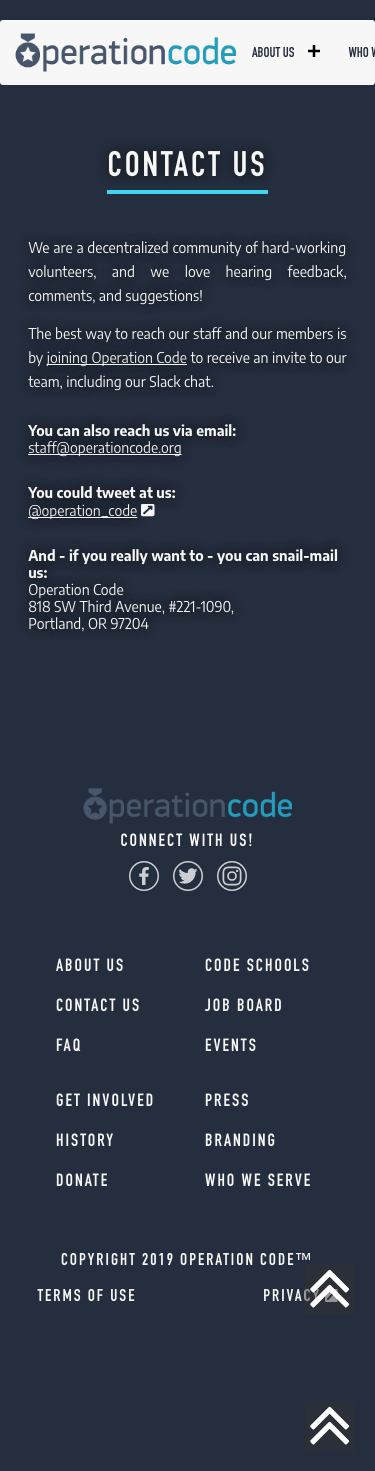 Operationcode
ABOUT US
WHO W
CONTACT US
We are a decentralized community of hard-working
volunteers, and we love hearing feedback,
comments, and suggestions!
The best way to reach our staff and our members is
by joining Operation Code to receive an invite to our
team, including our Slack chat.
You can also reach us via email:
staff@operationcode.org
You could tweet at us:
@operation_code
And - if you really want to - you can snail-mail
us:
Operation Code
818 SW Third Avenue, #221-1090,
Portland, OR 97204
Operationcode
CONNECT WITH US!
ABOUT US
CODE SCHOOLS
CONTACT US
JOB BOARD
FAQ
EVENTS
GET INVOLVED
PRESS
HISTORY
BRANDING
DONATE
WHO WE SERVE
COPYRIGHT 2019 OPERATION CODE™
TERMS OF USE
PRIVACY